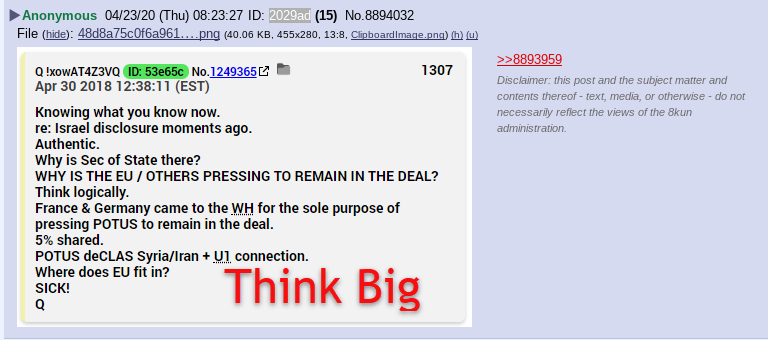 Anonymous 04/23/20 (Thu) 08:23:27 ID: 2029ad (15) No.8894032
File (hide): 48d8a75c0f6a961….png (40.06 KB, 455x280, 13:8, ClipboardImage.png) (h) (u)
Q !xowAT4Z3VQ ID: 53e65c No.1249365 1307
Apr 30 2018 12:38:11 (EST)
Knowing what you know now.
re: Israel disclosure moments ago.
Authentic.
Why is Sec of State there?
WHY IS THE EU / OTHERS PRESSING TO REMAIN IN THE DEAL?
Think logically.
France & Germany came to the WH for the sole purpose of
pressing POTUS to remain in the deal.
5% shared.
POTUS deCLAS Syria/Iran + U1 connection.
Where does EU fit in?
SICK!
Q
Think Big
>>8893959
Disclaimer: this post and the subject matter and
contents thereof - text, media, or otherwise - do not
necessarily reflect the views of the 8kun
administration.